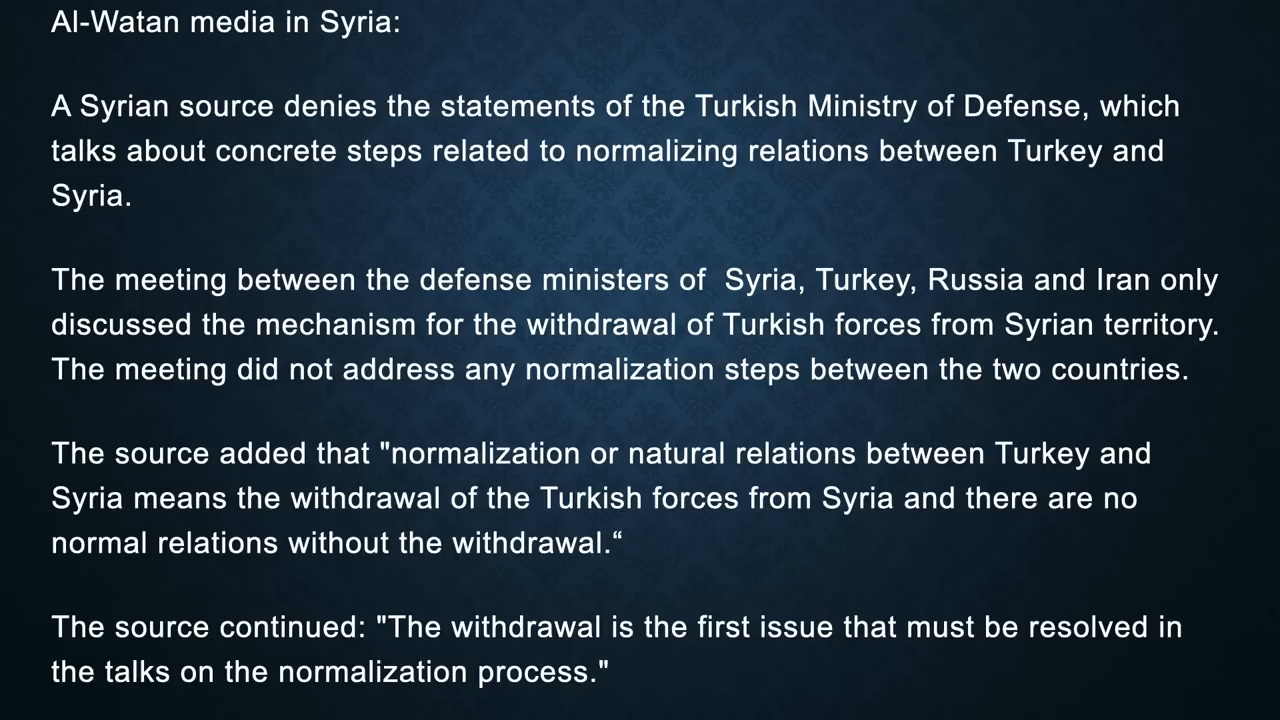 Al-Watan media in Syria:
A Syrian source denies the statements of the Turkish Ministry of Defense, which
talks about concrete steps related to normalizing relations between Turkey and
Syria.
The meeting between the defense ministers of  Syria, Turkey, Russia and Iran only
discussed the mechanism for the withdrawal of Turkish forces from Syrian territory.
The meeting did not address any normalization steps between the two countries.
The source added that "normalization or natural relations between Turkey and
Syria means the withdrawal of the Turkish forces from Syria and there are no
normal relations without the withdrawal.“
The source continued: "The withdrawal is the first issue that must be resolved in
the talks on the normalization process."